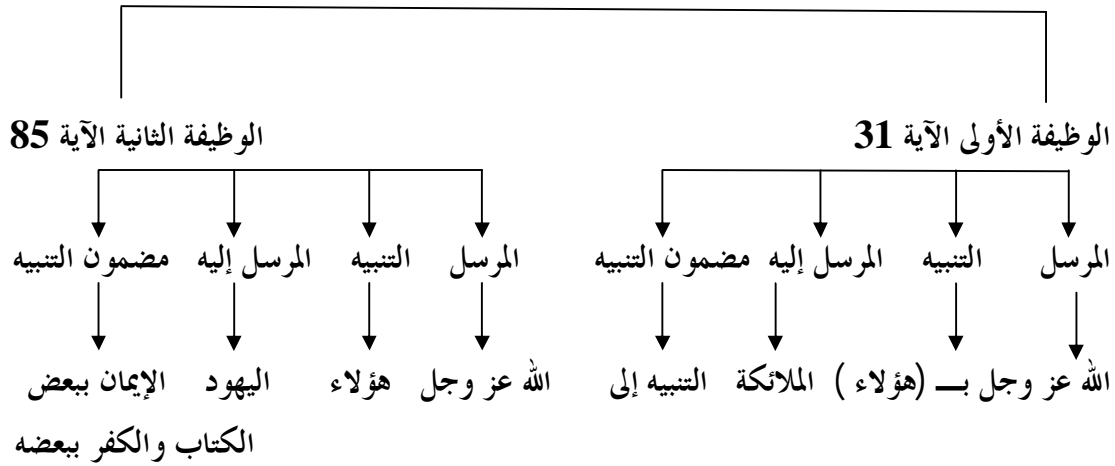 الوظيفة الأولى الآية 31 الوظيفة الثانية الآية 85
المرسل التنبيه المرسل إليه مضمون التنبيه المرسل التنبيه المرسل إليه مضمون التنبيه
الله عز وجل بـــ (هؤلاء ) الملائكة التنبيه إلى الله عز وجل هؤلاء اليهود الإيمان ببعض
الكتاب والكفر ببعضه